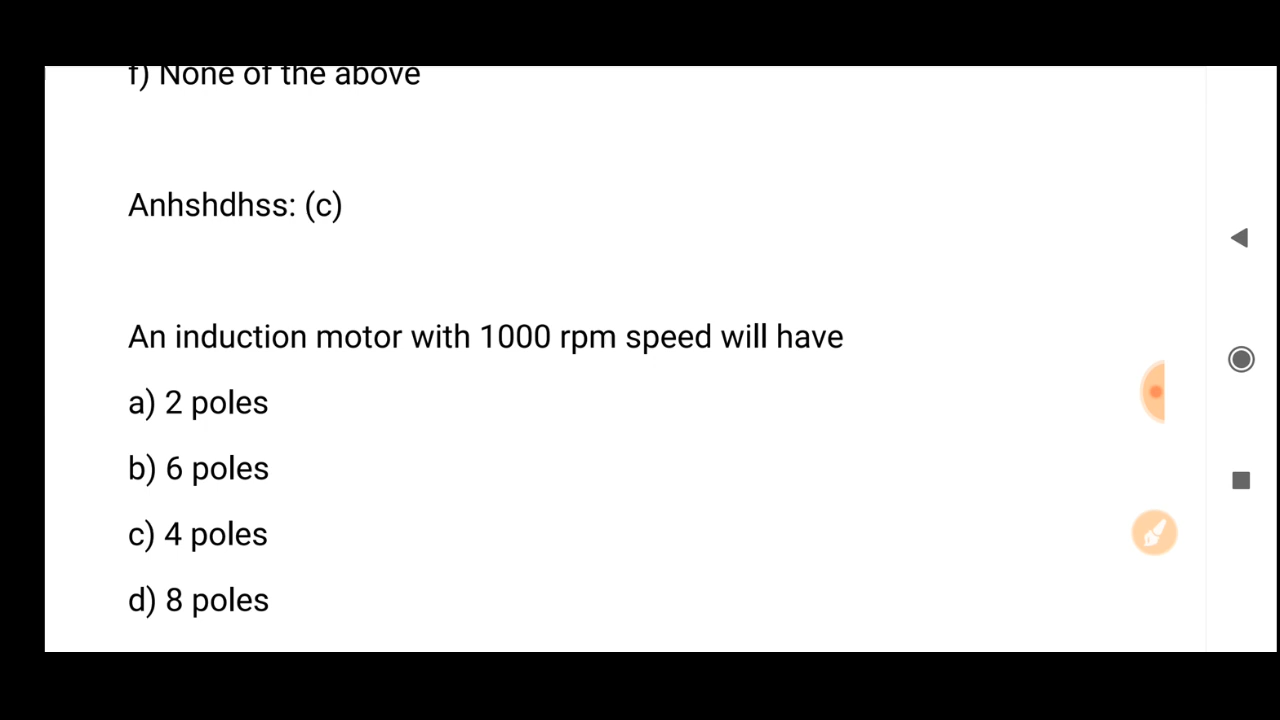 f) None of the above
Anhshdhss: (c)
An induction motor with 1000 rpm speed will have
a) 2 poles
b) 6 poles
c) 4 poles
d) 8 poles